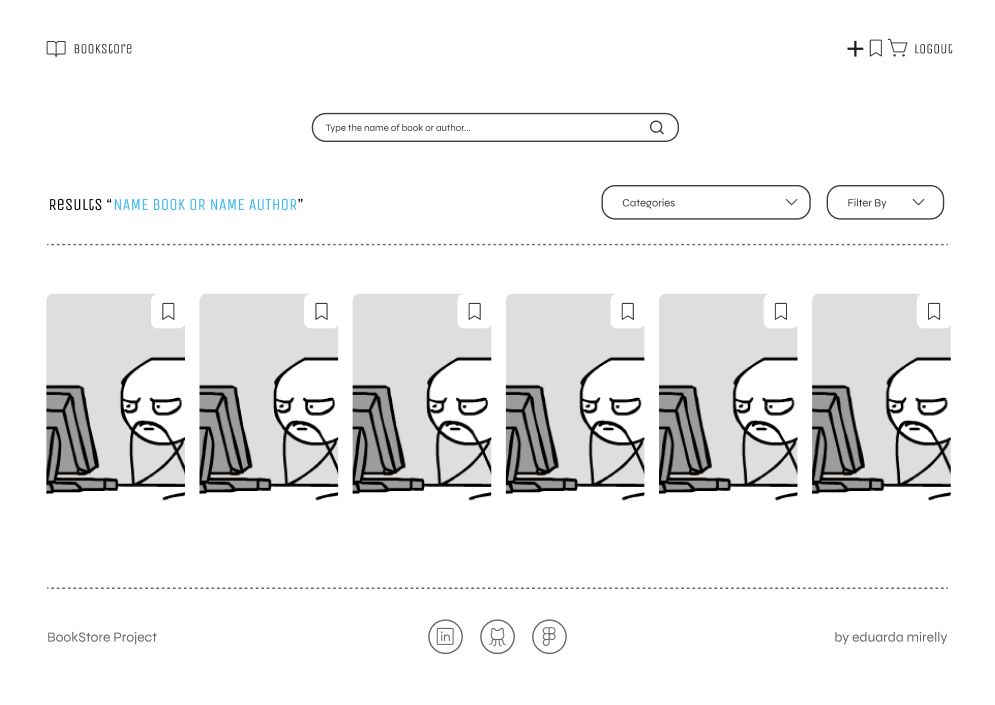 BOOKSTORE
LOGOUT
Type the name of book or author...
RESULTS “NAME BOOK OR NAME AUTHOR”
Categories
Filter By
BookStore Project
in
by eduarda mirelly